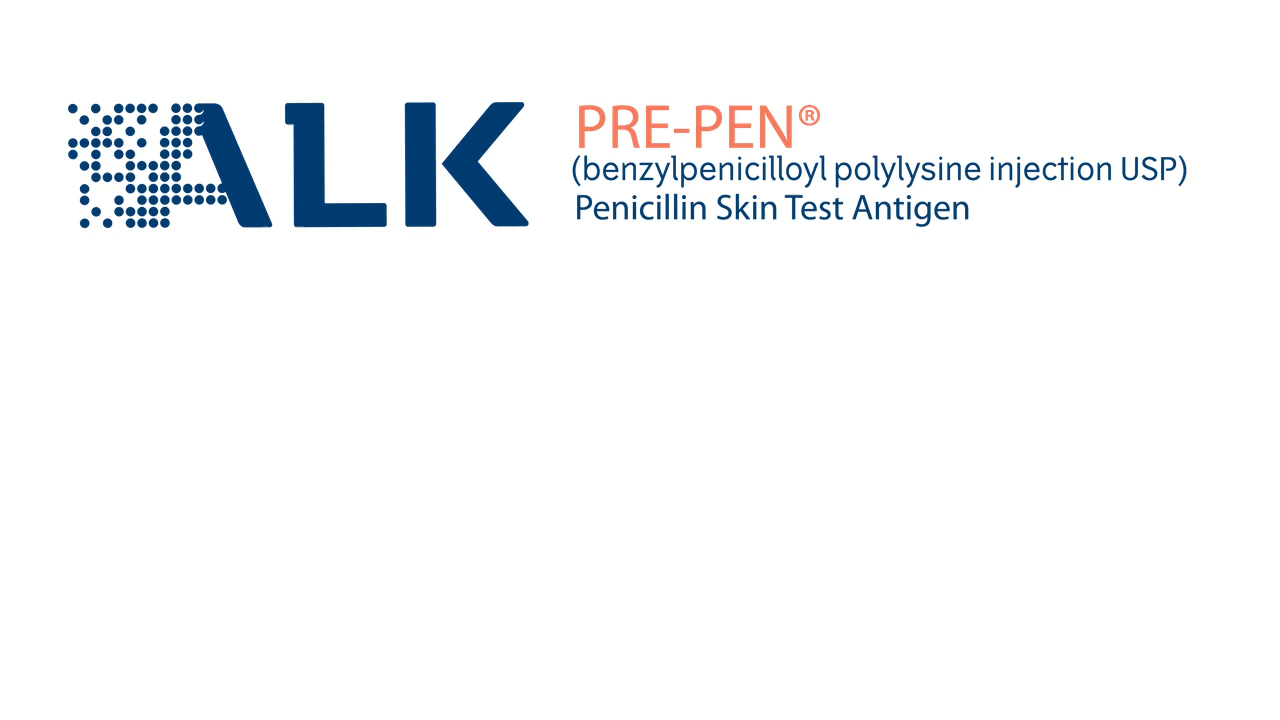 ALK
PRE-PEN®
(benzylpenicilloyl polylysine injection USP)
Penicillin Skin Test Antigen